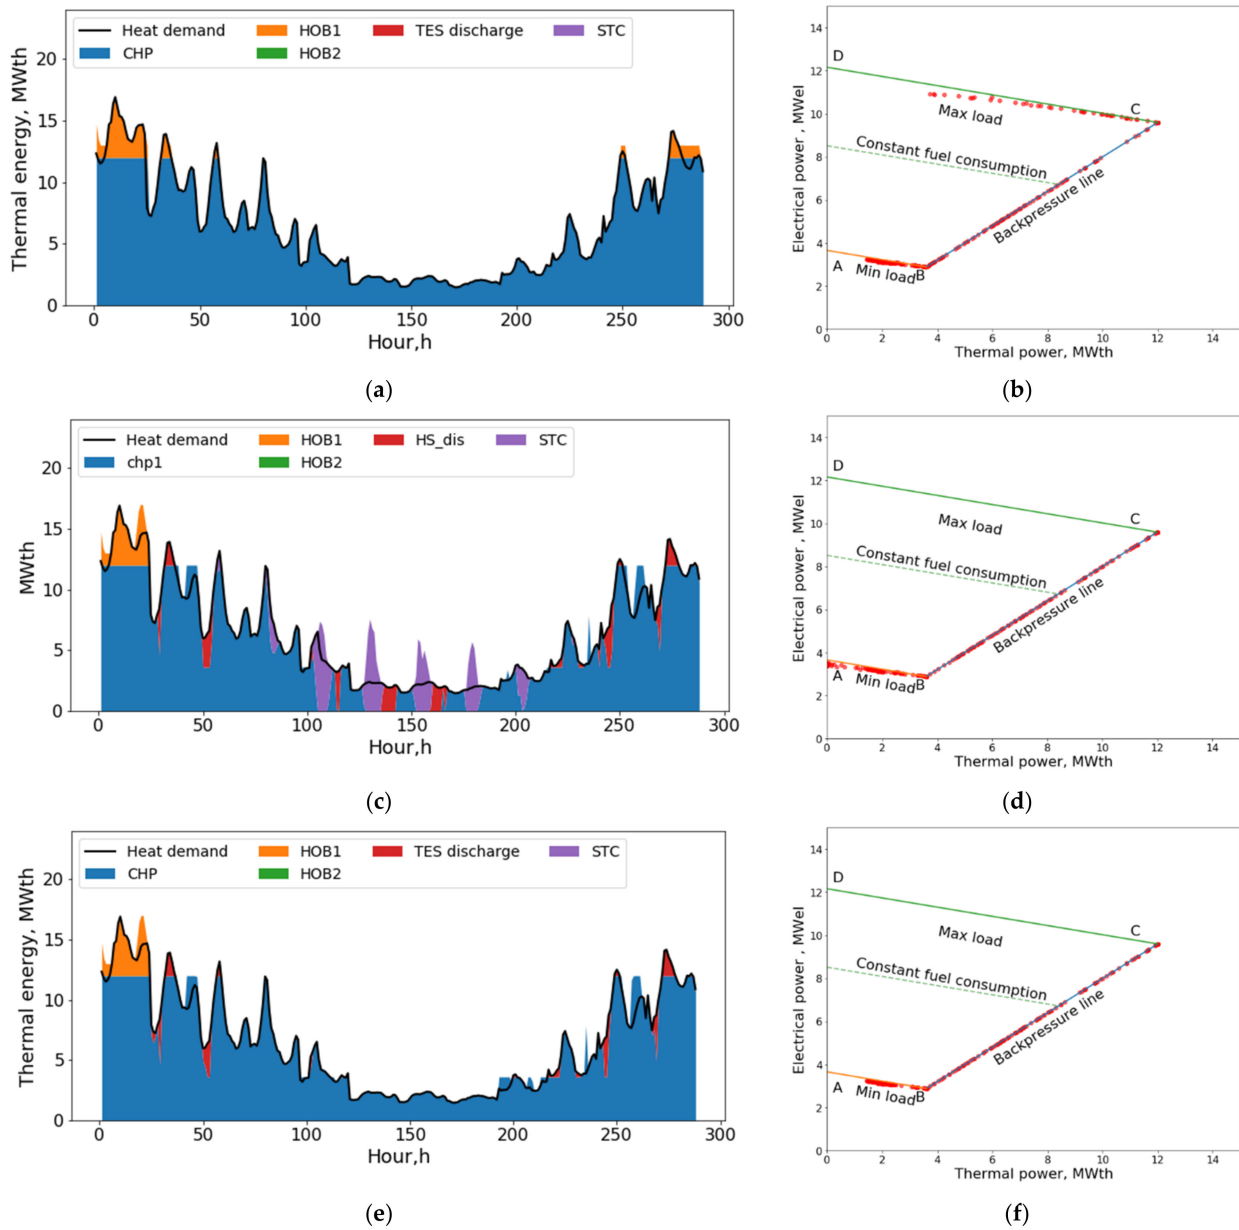 Heat demand
CHP
HOB1
HOB2
TES discharge
STC
Thermal energy, MWth
20
15
10
5
0
0 50 100 150 200 250 300
Hour,h
(a)
Electrical power , MWel
14
12
10
8
6
4
2
0
D
C
Max load
Constant fuel consumption
Backpressure line
A
Min load
B
0 2 4 6 8 10 12 14
Thermal power, MWth
(b)
Heat demand
chp1
HOB1
HOB2
HS_dis
STC
MWth
20
15
10
5
0
0 50 100 150 200 250 300
Hour,h
(c)
Electrical power , MWel
14
12
10
8
6
4
2
0
D
C
Max load
Constant fuel consumption
Backpressure line
A
Min load
B
0 2 4 6 8 10 12 14
Thermal power, MWth
(d)
Heat demand
CHP
HOB1
HOB2
TES discharge
STC
Thermal energy, MWth
20
15
10
5
0
0 50 100 150 200 250 300
Hour,h
(e)
Electrical power , MWel
14
12
10
8
6
4
2
0
D
C
Max load
Constant fuel consumption
Backpressure line
A
Min load
B
0 2 4 6 8 10 12 14
Thermal power, MWth
(f)